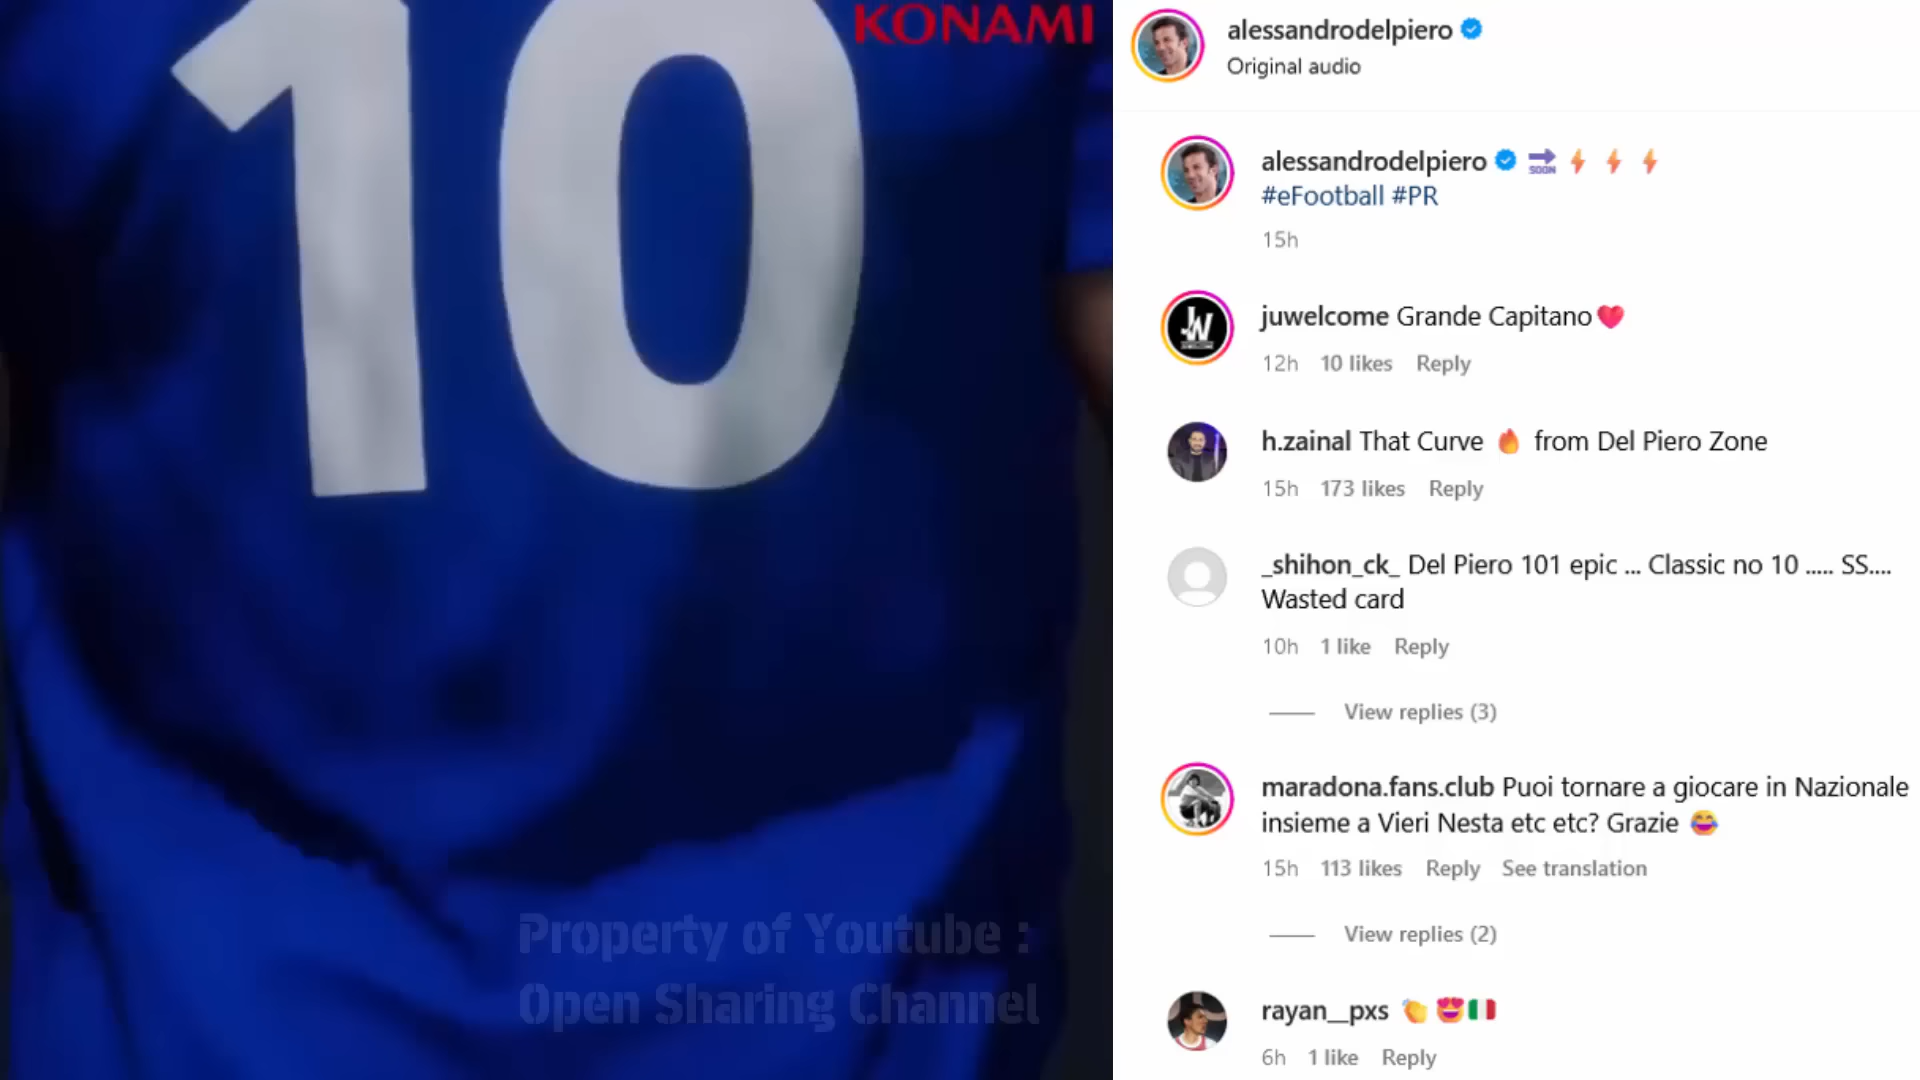 10
KONAMI
Property of Youtube :
Open Sharing Channel
alessandrodelpiero
Original audio
alessandrodelpiero 🔜 ⚡ ⚡ ⚡
SOON
#eFootball #PR
15h
JW
juwelcome Grande Capitano❤️
12h 10 likes Reply
h.zainal That Curve 🔥 from Del Piero Zone
15h 173 likes Reply
_shihon_ck_ Del Piero 101 epic ... Classic no 10 ..... SS....
Wasted card
10h 1 like Reply
View replies (3)
maradona.fans.club Puoi tornare a giocare in Nazionale
insieme a Vieri Nesta etc etc? Grazie 😂
15h 113 likes Reply See translation
View replies (2)
rayan__pxs 👏 😍🇮🇹
6h 1 like Reply